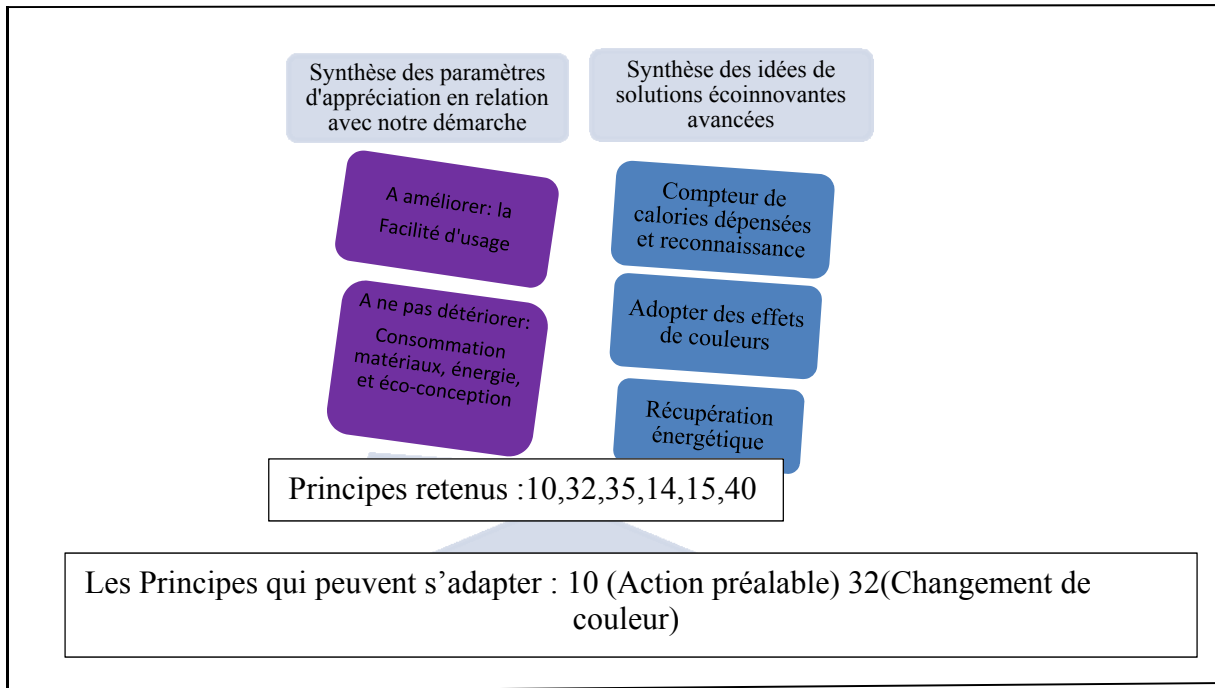 Synthèse des paramètres
d'appréciation en relation
avec notre démarche
A améliorer: la
Facilité d'usage
A ne pas détériorer:
Consommation
matériaux, énergie,
et éco-conception
Synthèse des idées de
solutions écoinnovantes
avancées
Compteur de
calories dépensées
et reconnaissance
Adopter des effets
de couleurs
Récupération
énergétique
Principes retenus :10,32,35,14,15,40
Les Principes qui peuvent s’adapter : 10 (Action préalable) 32(Changement de
couleur)